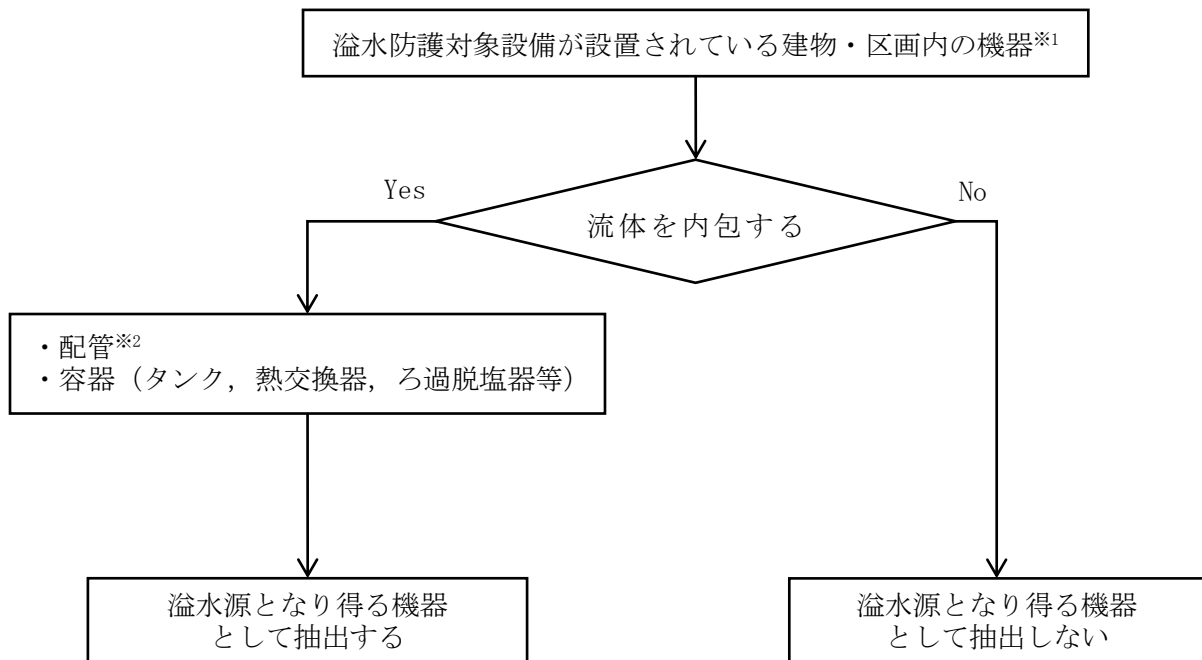 溢水防護対象設備が設置されている建物・区画内の機器※1
Yes
No
流体を内包する
・配管※2
・容器（タンク，熱交換器，ろ過脱塩器等）
溢水源となり得る機器
として抽出する
溢水源となり得る機器
として抽出しない